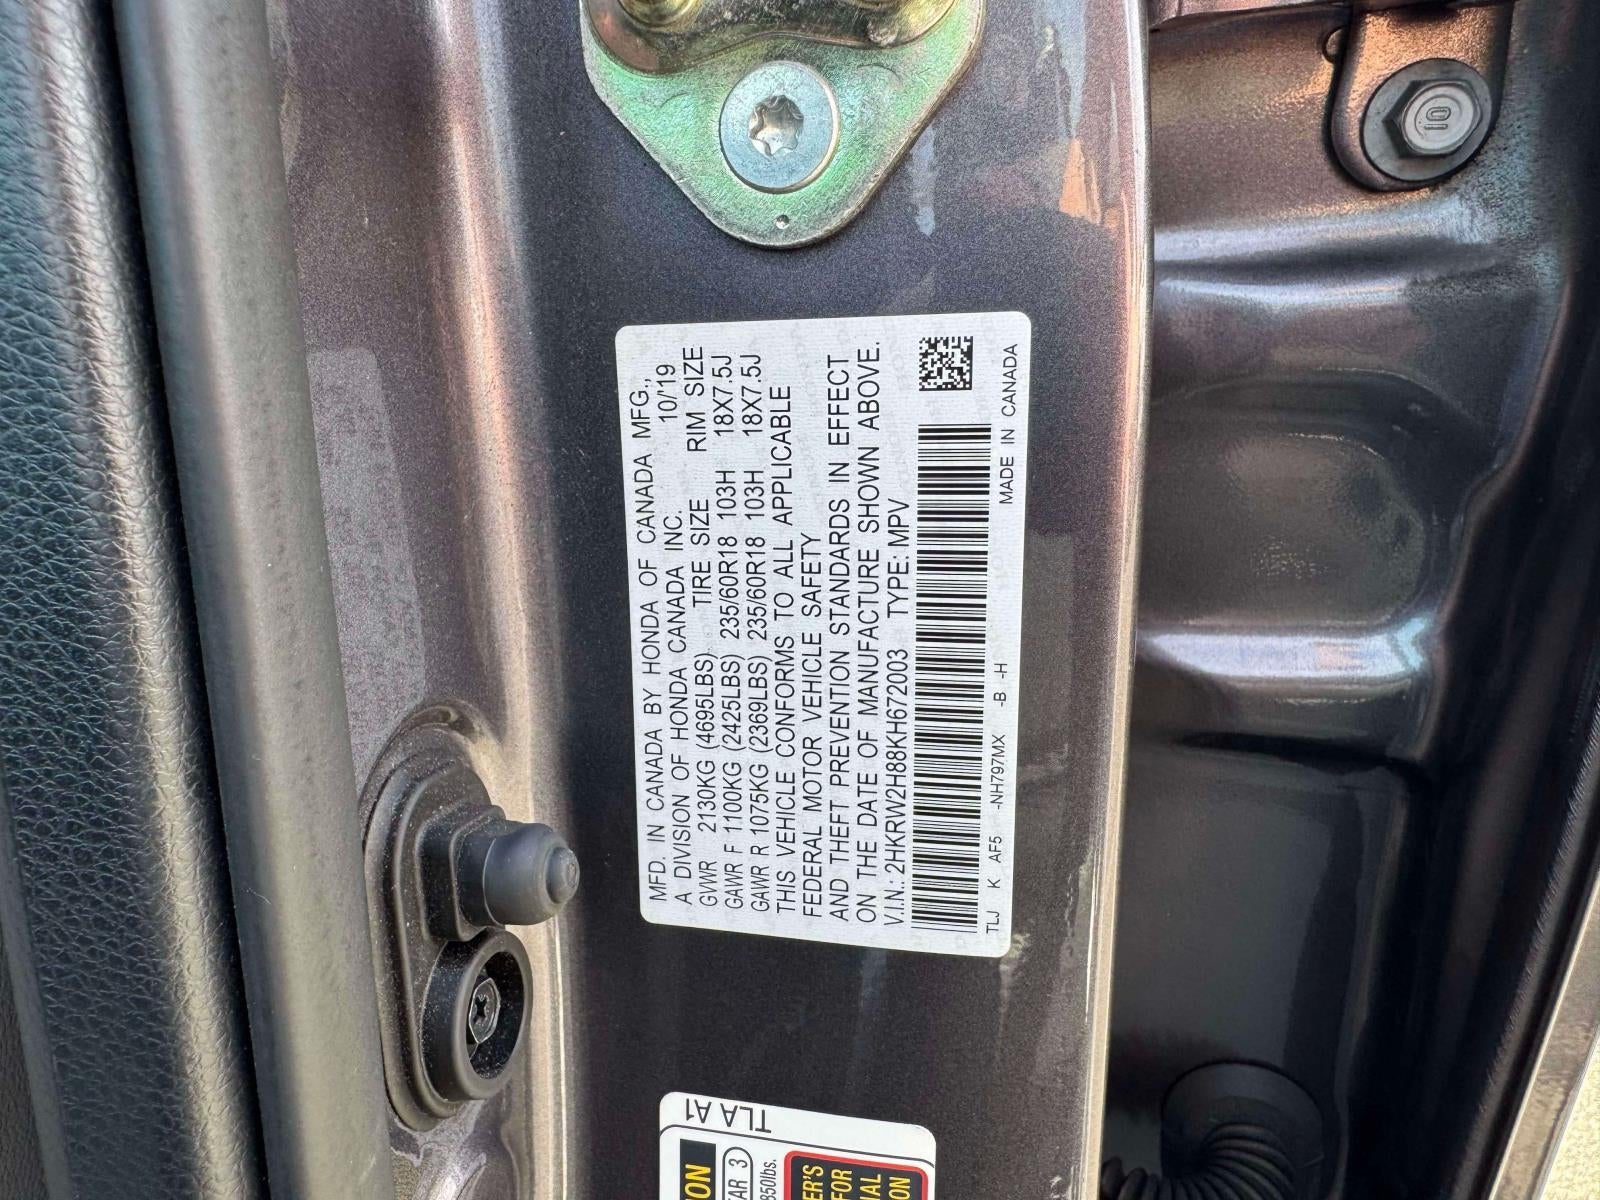 MFD. IN CANADA BY HONDA OF CANADA MFG.,
A DIVISION OF HONDA CANADA INC. 10/19
GVWR 2130KG (4695LBS) TIRE SIZE RIM SIZE
GAWR F 1100KG (2425LBS) 235/60R18 103H 18X7.5J
GAWR R 1075KG (2369LBS) 235/60R18 103H 18X7.5J
THIS VEHICLE CONFORMS TO ALL APPLICABLE
FEDERAL MOTOR VEHICLE SAFETY
AND THEFT PREVENTION STANDARDS IN EFFECT
ON THE DATE OF MANUFACTURE SHOWN ABOVE.
V.I.N.: 2HKRW2H88KH672003 TYPE: MPV
TLJ K AF5 -NH797MX -B -H MADE IN CANADA
TLA A1
10